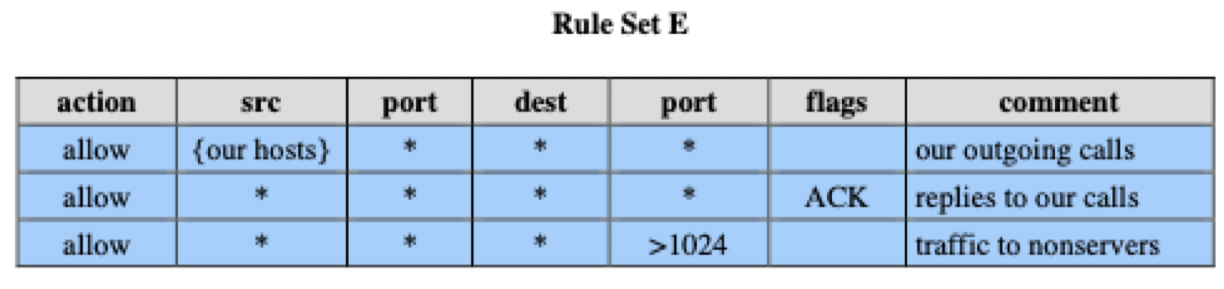 Rule Set E
action src port dest port flags comment
allow {our hosts} * * * our outgoing calls
allow * * * * ACK replies to our calls
allow * * * >1024 traffic to nonservers